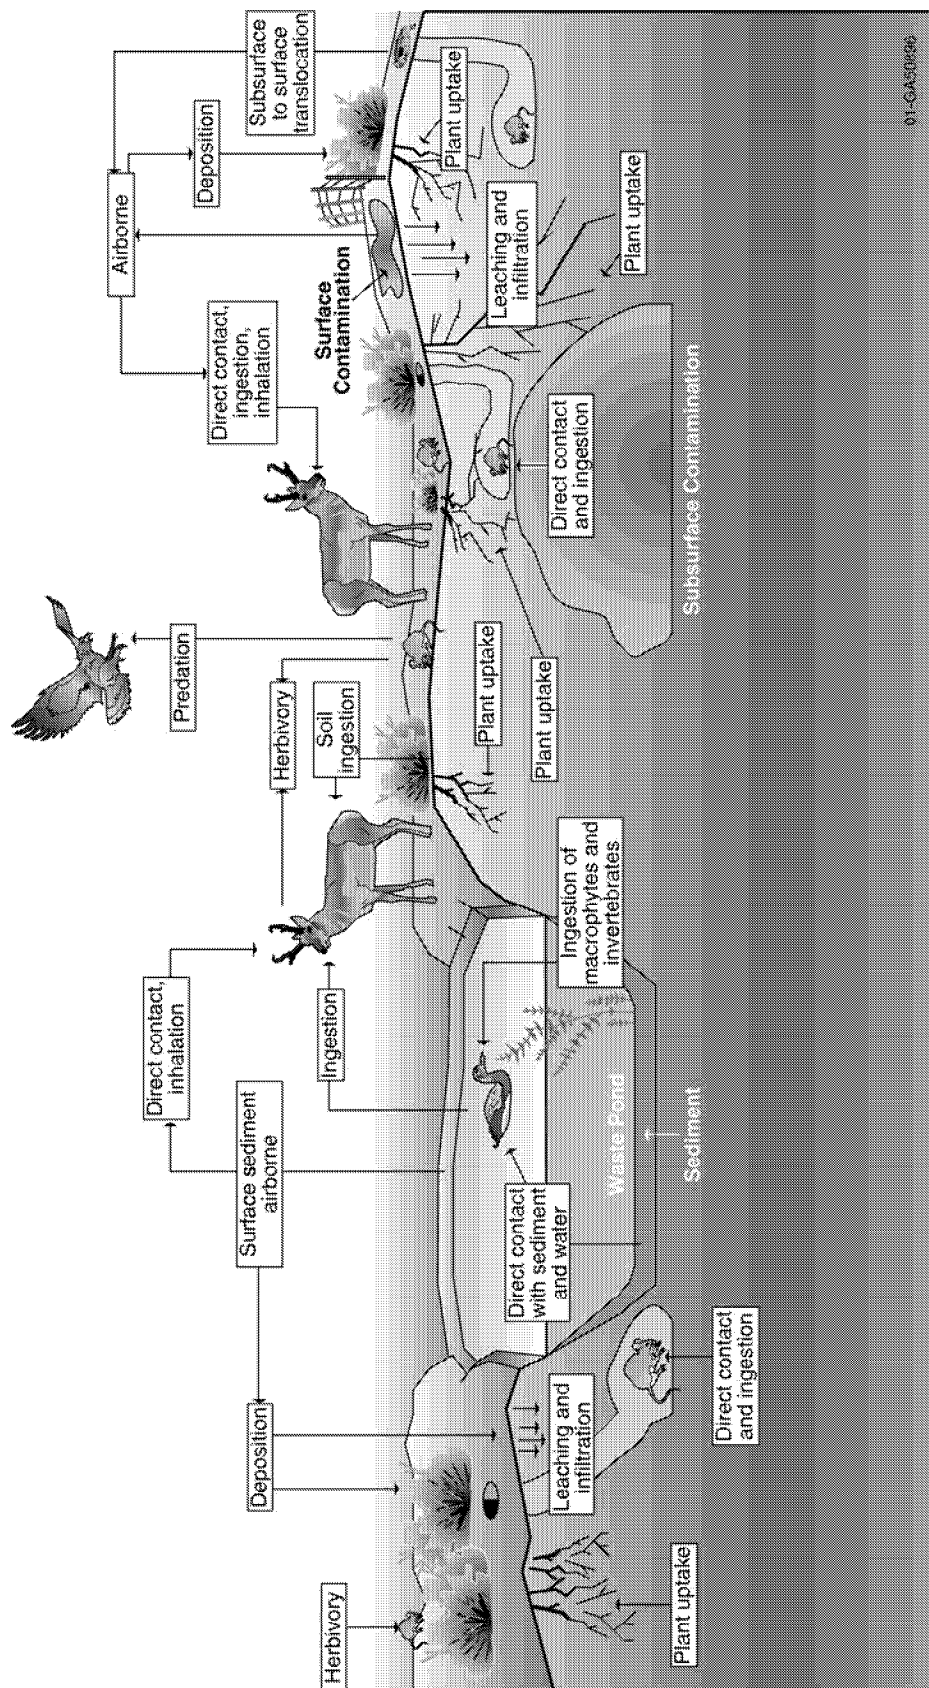 Herbivory
Deposition
Surface sediment
airborne
Direct contact,
inhalation
Ingestion
Herbivory
Soil
ingestion
Predation
Direct contact,
ingestion,
inhalation
Airborne
Deposition
Subsurface
to surface
translocation
Surface
Contamination
Plant uptake
Leaching and
infiltration
Direct contact
and ingestion
Direct contact
with sediment
and water
Waste Pond
Sediment
Ingestion of
macrophytes and
invertebrates
Plant uptake
Plant uptake
Direct contact
and ingestion
Subsurface Contamination
Leaching and
infiltration
Plant uptake
Plant uptake
01-GA50896